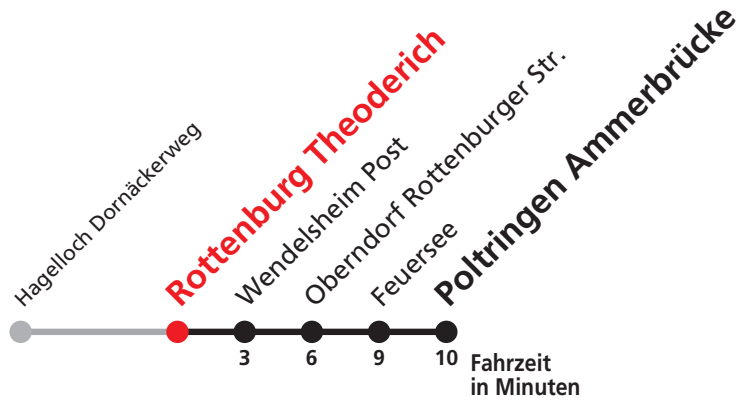 Hagelloch Dornäckerweg
Rottenburg Theoderich
Wendelsheim Post
Oberndorf Rottenburger Str.
Feuersee
Poltringen Ammerbrücke
3 6 9 10
Fahrzeit
in Minuten